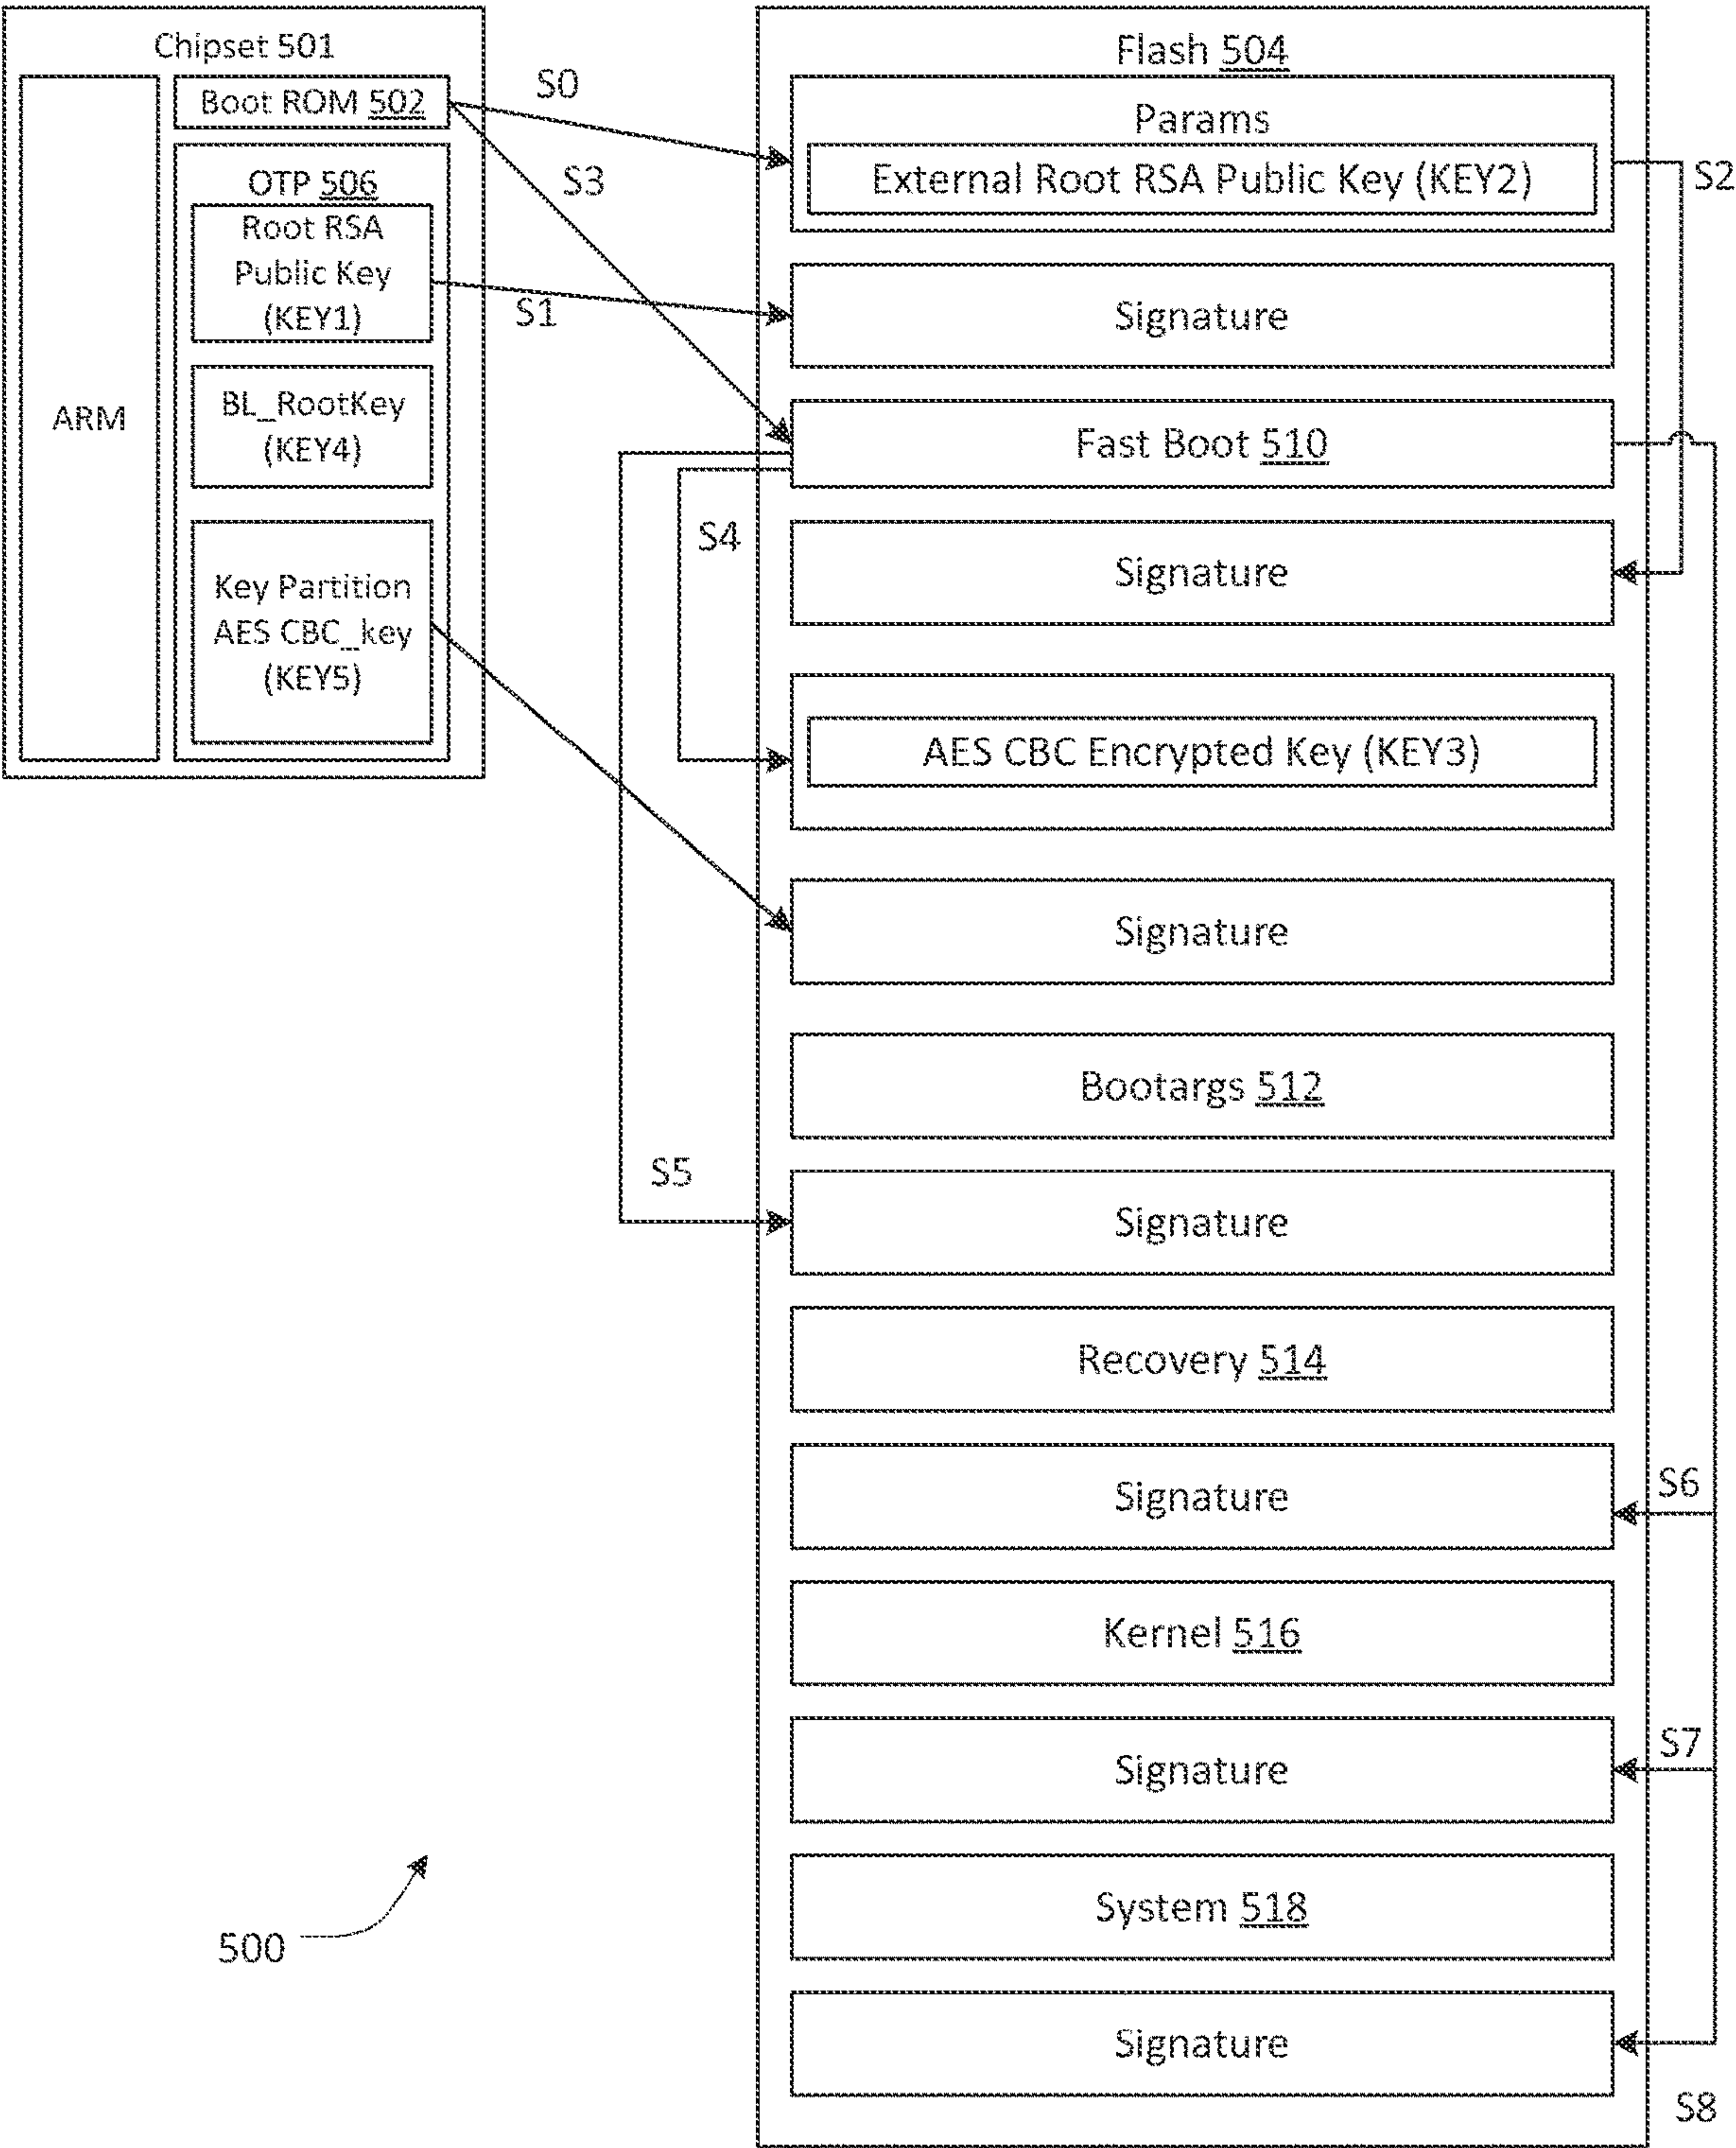 Chipset 501
ARM
Boot ROM 502
OTP 506
Root RSA
Public Key
(KEY1)
BL_RootKey
(KEY4)
Key Partition
AES CBC_key
(KEY5)
S0
S3
S1
S4
S5
Flash 504
Params
External Root RSA Public Key (KEY2)
Signature
Fast Boot 510
Signature
AES CBC Encrypted Key (KEY3)
Signature
Bootargs 512
Signature
Recovery 514
Signature
Kernel 516
Signature
System 518
Signature
S2
S6
S7
S8
500